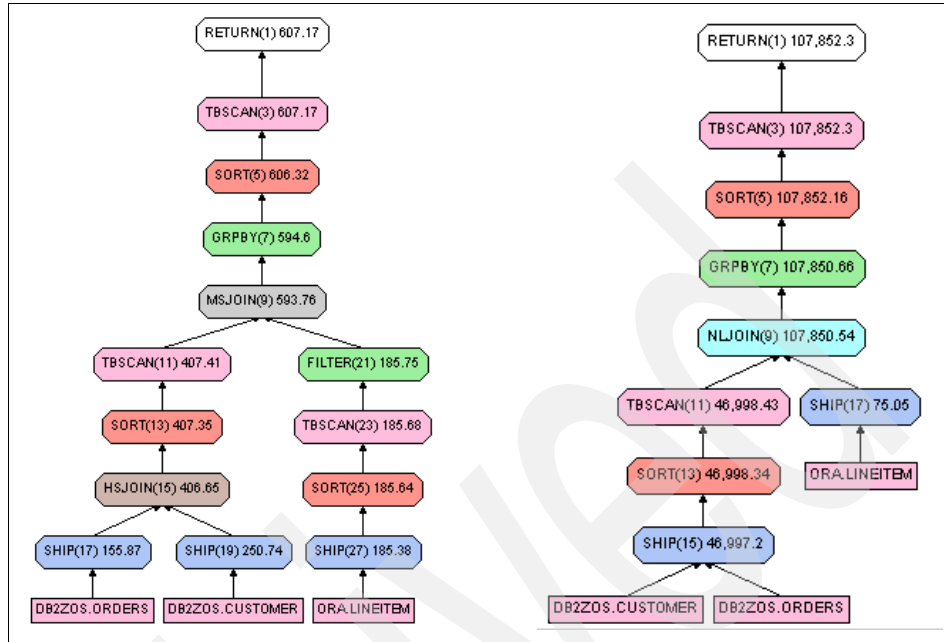 RETURN(1) 607.17
TBSCAN(3) 607.17
SORT(5) 606.32
GRPBY(7) 594.6
MSJOIN(9) 593.76
TBSCAN(11) 407.41
FILTER(21) 185.75
SORT(13) 407.35
TBSCAN(23) 185.68
HSJOIN(15) 406.65
SORT(25) 185.64
SHIP(17) 155.87
SHIP(19) 250.74
SHIP(27) 185.38
DB2ZOS.ORDERS
DB2ZOS.CUSTOMER
ORA.LINEITEM
RETURN(1) 107,852.3
TBSCAN(3) 107,852.3
SORT(5) 107,852.16
GRPBY(7) 107,850.66
NLJOIN(9) 107,850.54
TBSCAN(11) 46,998.43
SHIP(17) 75.05
SORT(13) 46,998.34
ORA.LINEITEM
SHIP(15) 46,997.2
DB2ZOS.CUSTOMER
DB2ZOS.ORDERS